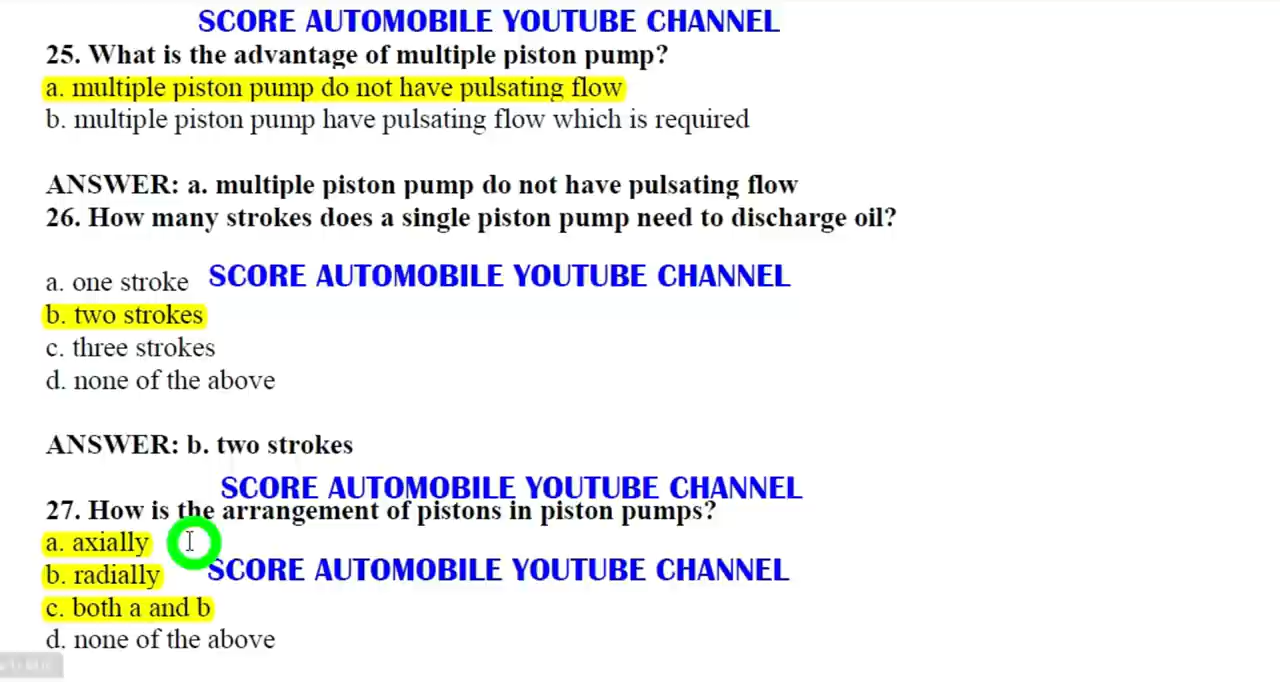 SCORE AUTOMOBILE YOUTUBE CHANNEL
25. What is the advantage of multiple piston pump?
a. multiple piston pump do not have pulsating flow
b. multiple piston pump have pulsating flow which is required
ANSWER: a. multiple piston pump do not have pulsating flow
26. How many strokes does a single piston pump need to discharge oil?
a. one stroke SCORE AUTOMOBILE YOUTUBE CHANNEL
b. two strokes
c. three strokes
d. none of the above
ANSWER: b. two strokes
SCORE AUTOMOBILE YOUTUBE CHANNEL
27. How is the arrangement of pistons in piston pumps?
a. axially
b. radially SCORE AUTOMOBILE YOUTUBE CHANNEL
c. both a and b
d. none of the above